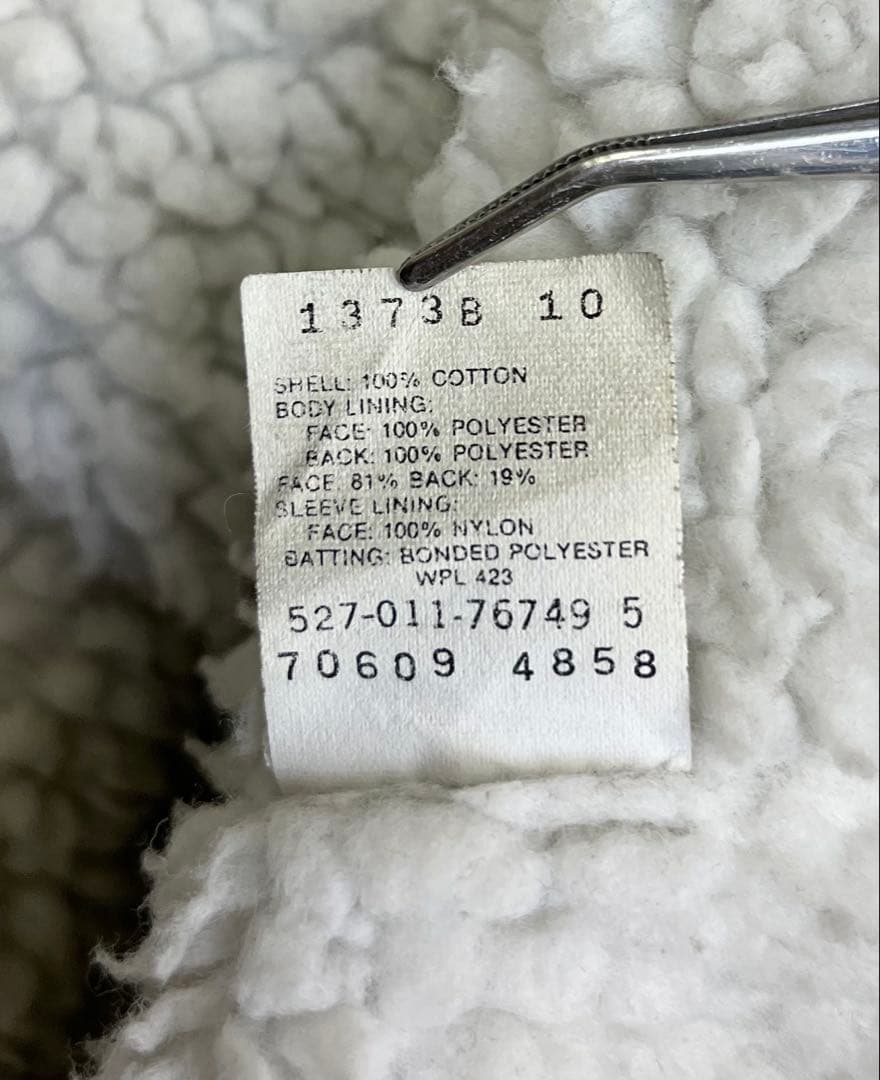 1373B 10
SHELL: 100% COTTON
BODY LINING:
FACE: 100% POLYESTER
BACK: 100% POLYESTER
FACE: 81% BACK: 19%
SLEEVE LINING:
FACE: 100% NYLON
BATTING: BONDED POLYESTER
WPL 423
527-011-76749 5
70609 4858